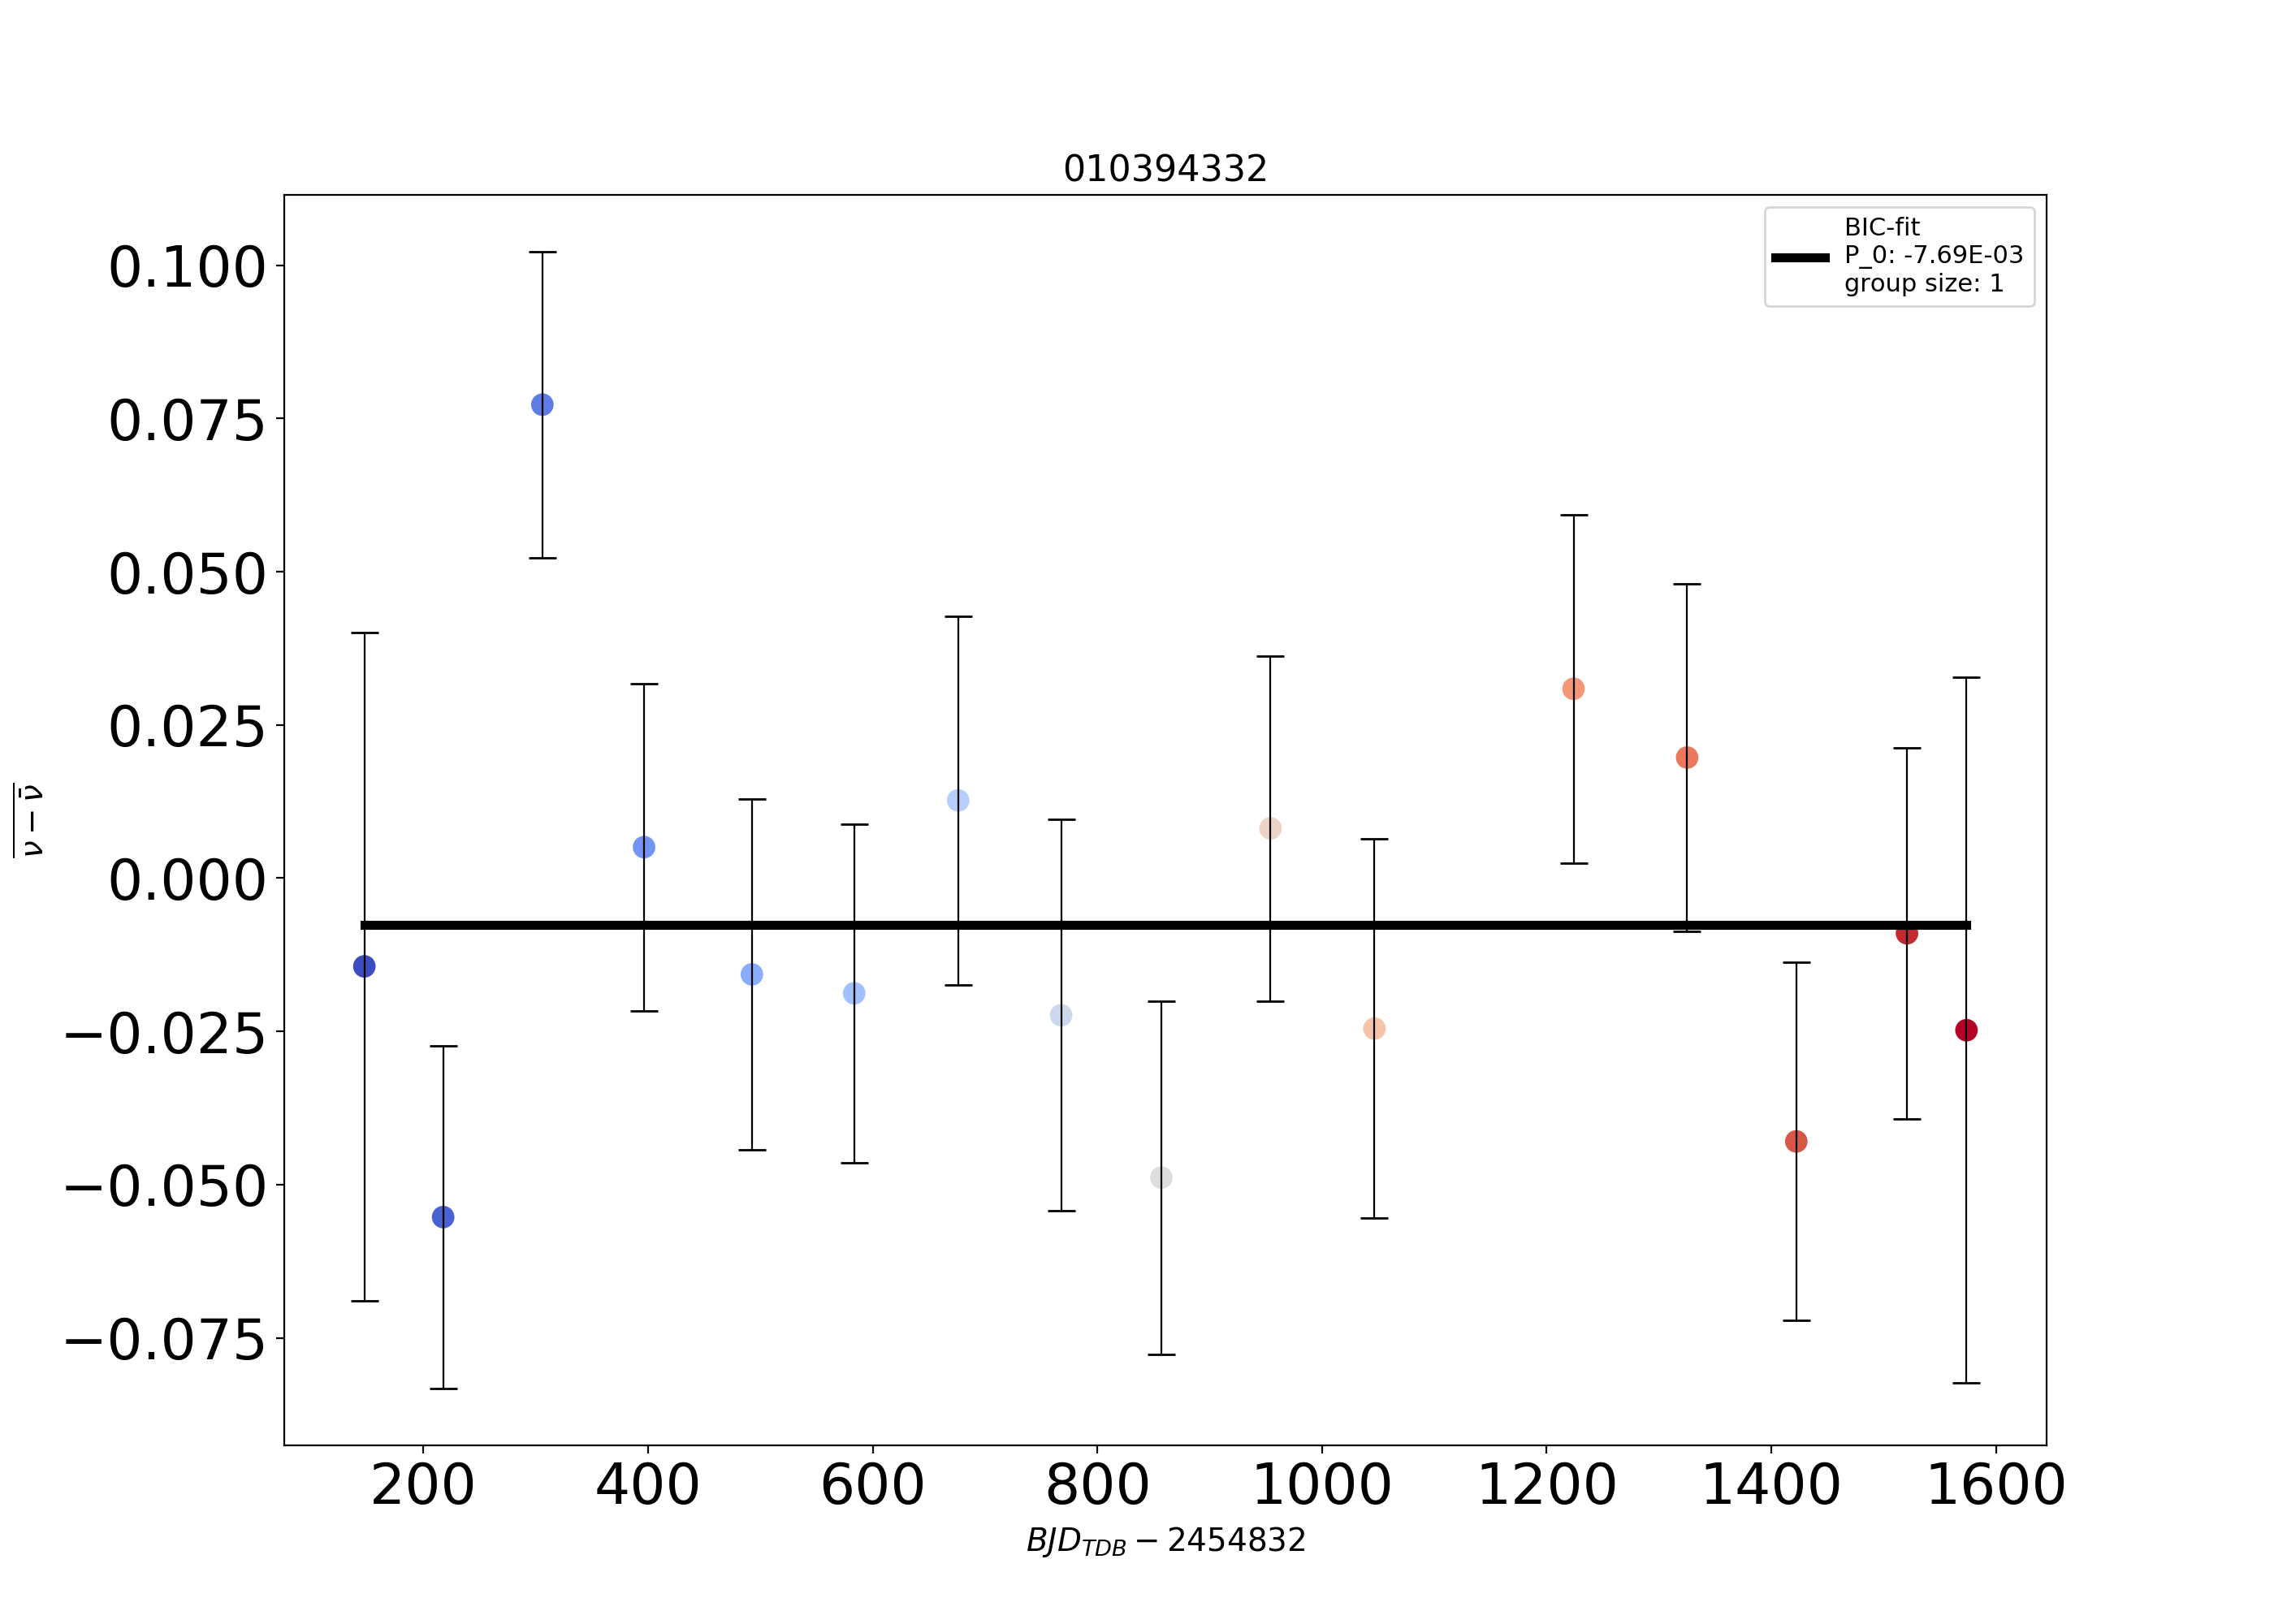 010394332
BIC-fit
P_0: -7.69E-03
group size: 1
0.100
0.075
0.050
0.025
0.000
−0.025
−0.050
−0.075
ν − ν̄
200 400 600 800 1000 1200 1400 1600
BJD_TDB − 2454832